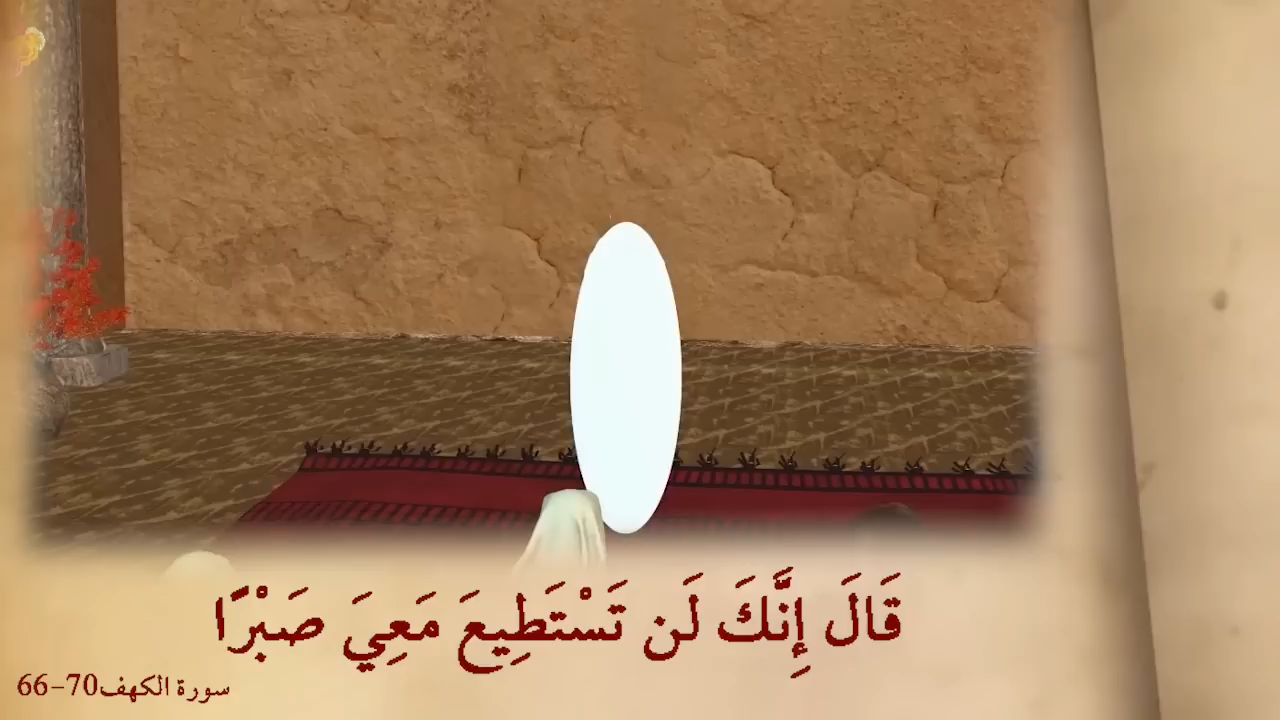 قَالَ إِنَّكَ لَن تَسْتَطِيعَ مَعِيَ صَبْرًا
سورة الكهف70-66